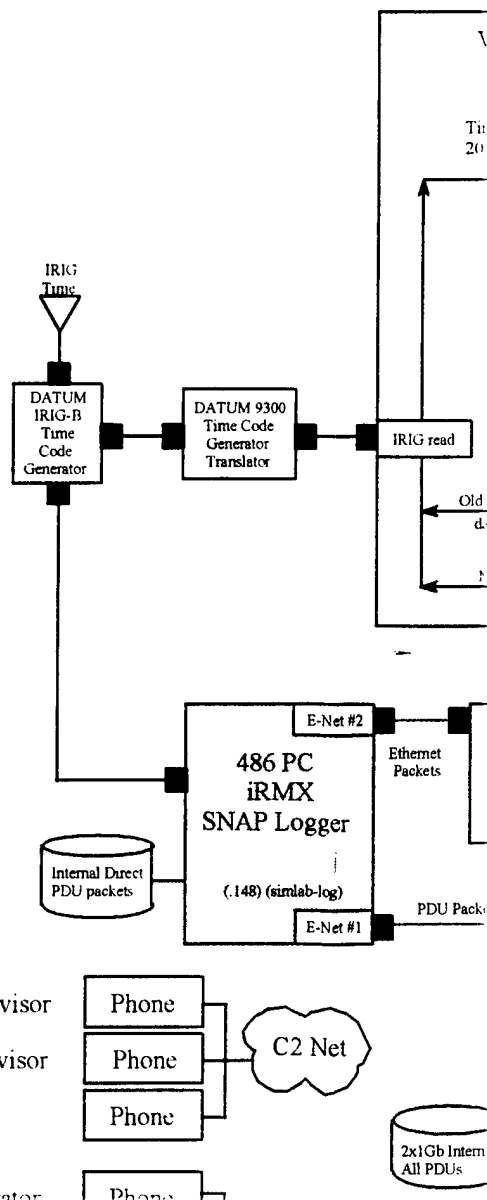 IRIG
Time
DATUM
IRIG-B
Time
Code
Generator
DATUM 9300
Time Code
Generator
Translator
IRIG read
20
Old
E-Net #2
Ethernet
Packets
486 PC
iRMX
SNAP Logger
(.148) (simlab-log)
E-Net #1
Internal Direct
PDU packets
PDU Pack
visor
Phone
visor
Phone
Phone
C2 Net
2x1Gb Intern
All PDUs
Phone